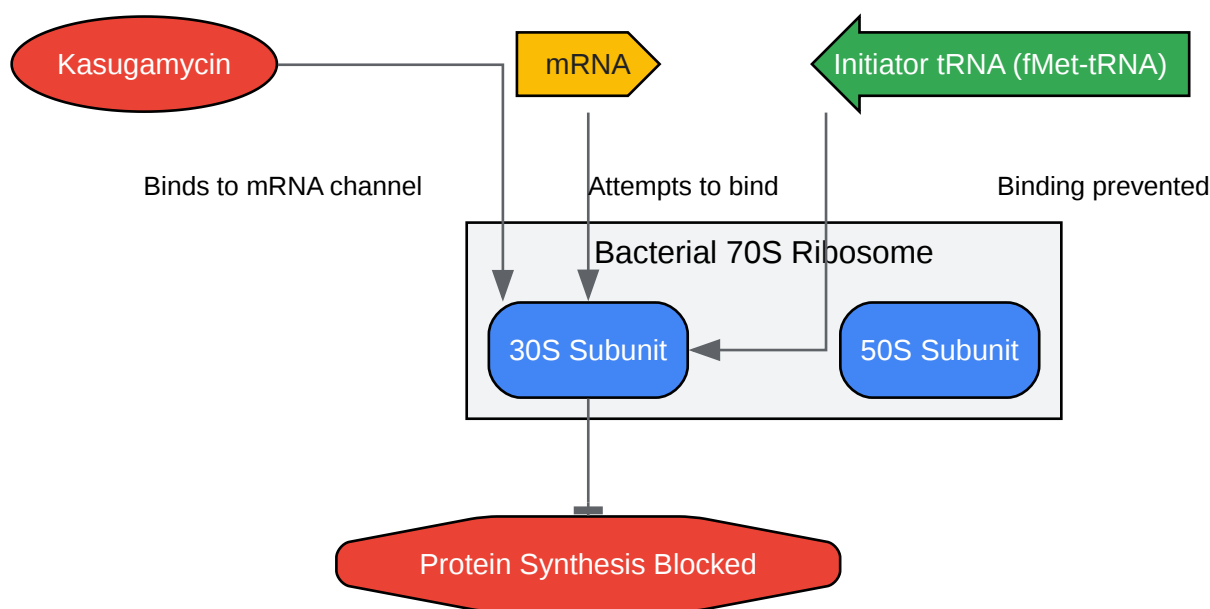 Kasugamycin
mRNA
Initiator tRNA (fMet-tRNA)
Binds to mRNA channel
Attempts to bind
Binding prevented
Bacterial 70S Ribosome
30S Subunit
50S Subunit
Protein Synthesis Blocked